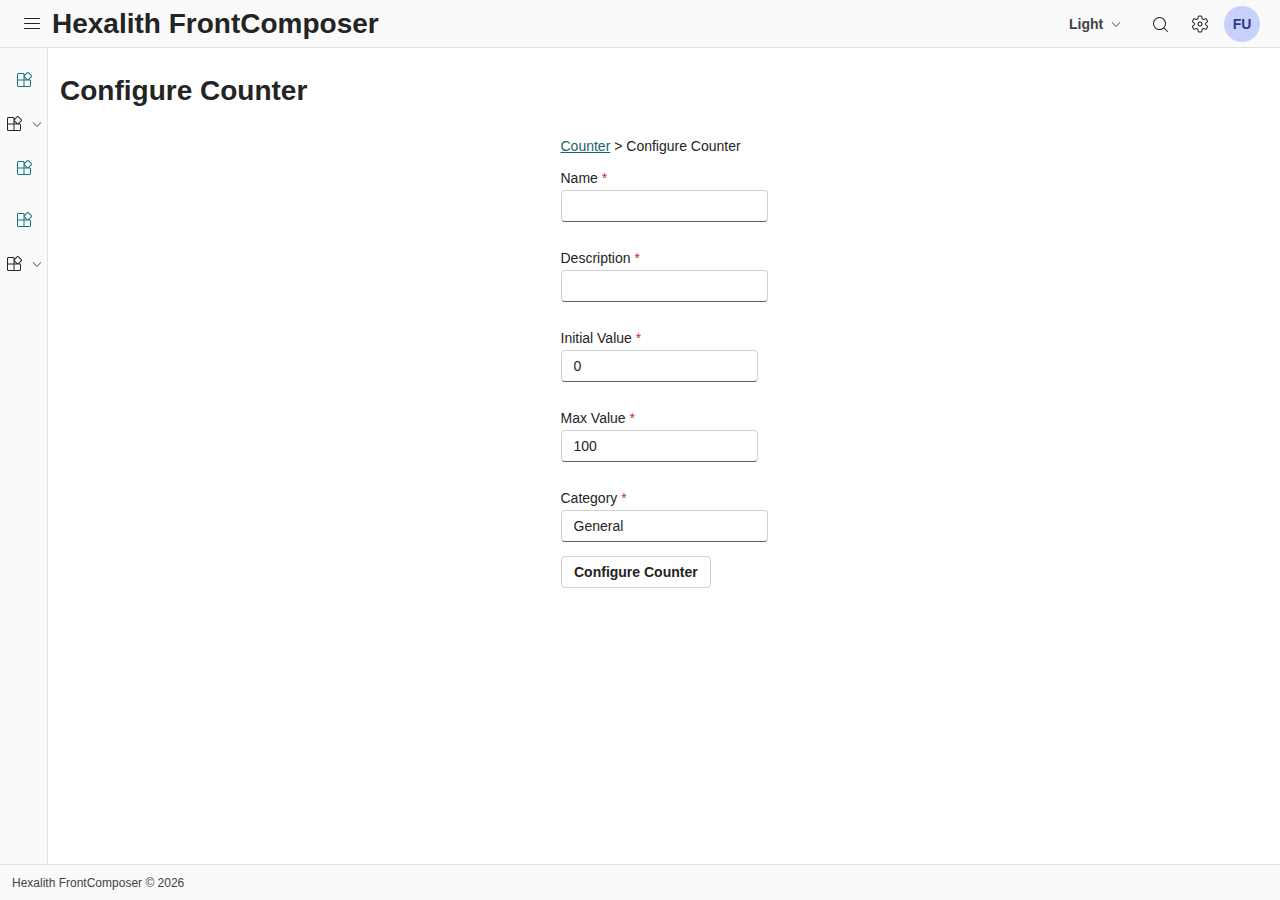 Hexalith FrontComposer
Light
FU
Configure Counter
Counter > Configure Counter
Name *
Description *
Initial Value *
0
Max Value *
100
Category *
General
Configure Counter
Hexalith FrontComposer © 2026